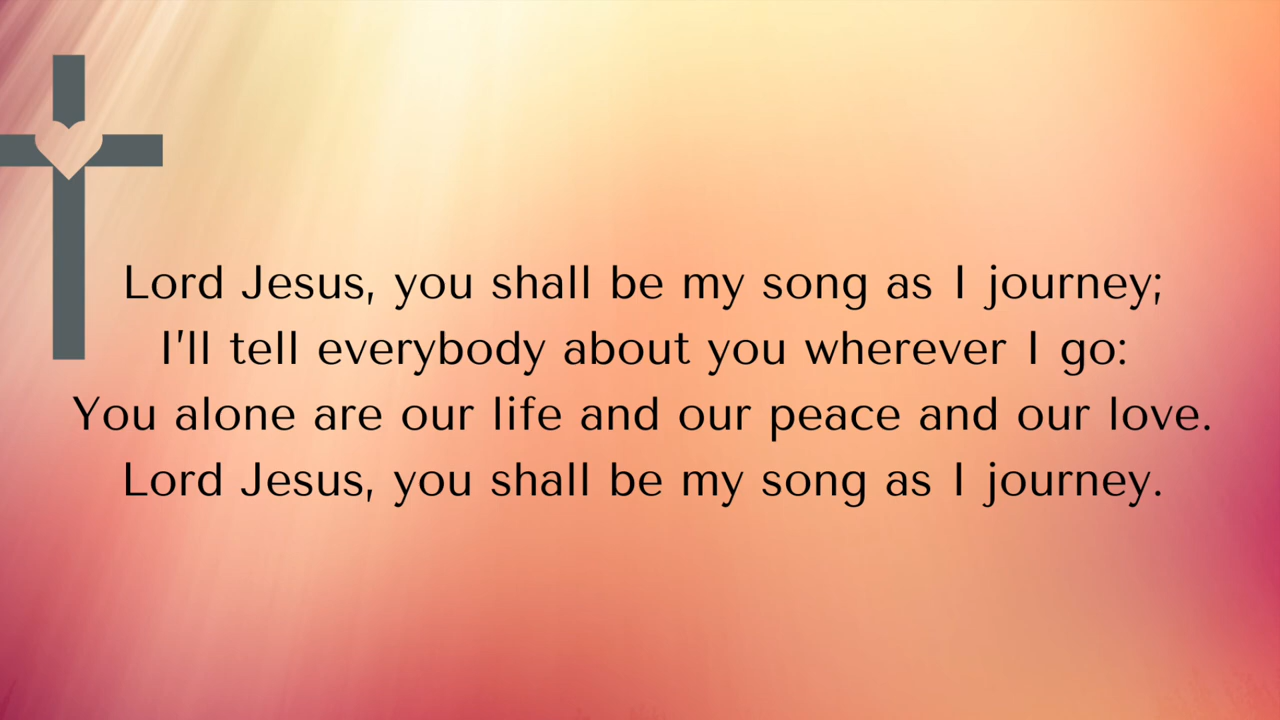 Lord Jesus, you shall be my song as I journey;
I'll tell everybody about you wherever I go:
You alone are our life and our peace and our love.
Lord Jesus, you shall be my song as I journey.